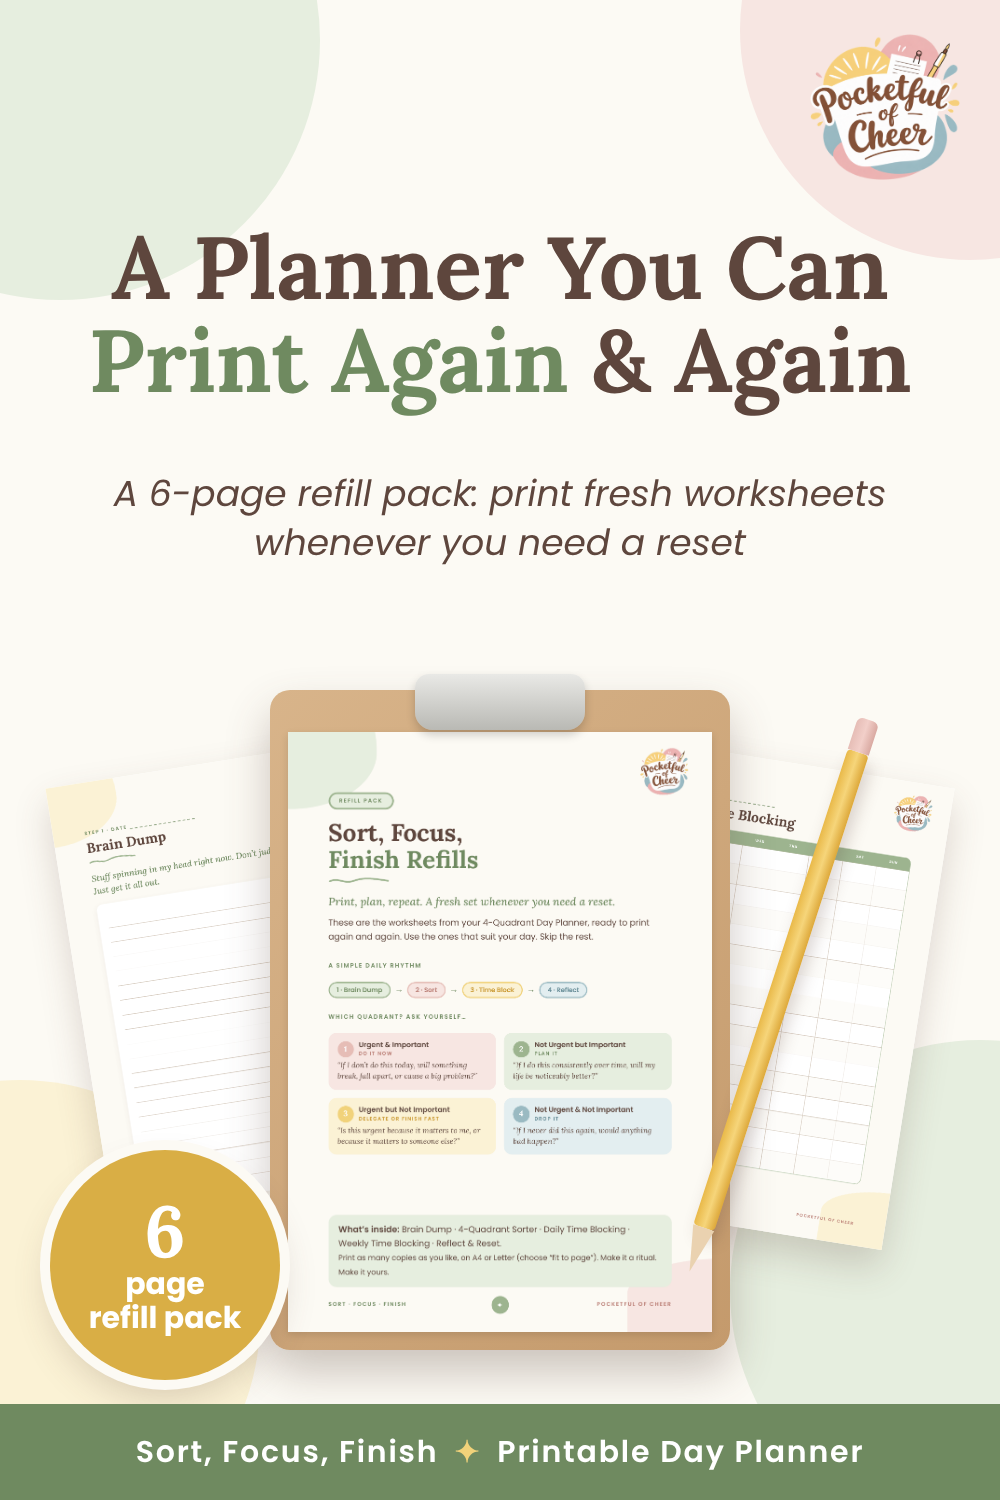 Pocketful
of
Cheer
A Planner You Can
Print Again & Again
A 6-page refill pack: print fresh worksheets
whenever you need a reset
STEP 1 · DATE
Brain Dump
Stuff spinning in my head right now. Don't
Just get it all out.
REFILL PACK
Pocketful
of
Cheer
Sort, Focus,
Finish Refills
Print, plan, repeat. A fresh set whenever you need a reset.
These are the worksheets from your 4-Quadrant Day Planner, ready to print
again and again. Use the ones that suit your day. Skip the rest.
A SIMPLE DAILY RHYTHM
1 · Brain Dump → 2 · Sort → 3 · Time Block → 4 · Reflect
WHICH QUADRANT? ASK YOURSELF…
1 Urgent & Important
DO IT NOW
"If I don't do this today, will something
break, fall apart, or cause a big problem?"
2 Not Urgent but Important
PLAN IT
"If I do this consistently over time, will my
life be noticeably better?"
3 Urgent but Not Important
DELEGATE OR FINISH FAST
"Is this urgent because it matters to me, or
because it matters to someone else?"
4 Not Urgent & Not Important
DROP IT
"If I never did this again, would anything
bad happen?"
What's inside: Brain Dump · 4-Quadrant Sorter · Daily Time Blocking ·
Weekly Time Blocking · Reflect & Reset.
Print as many copies as you like, on A4 or Letter (choose "fit to page"). Make it a ritual.
Make it yours.
SORT · FOCUS · FINISH
POCKETFUL OF CHEER
Blocking
Pocketful
of
Cheer
POCKETFUL OF CHEER
6
page
refill pack
Sort, Focus, Finish ✦ Printable Day Planner